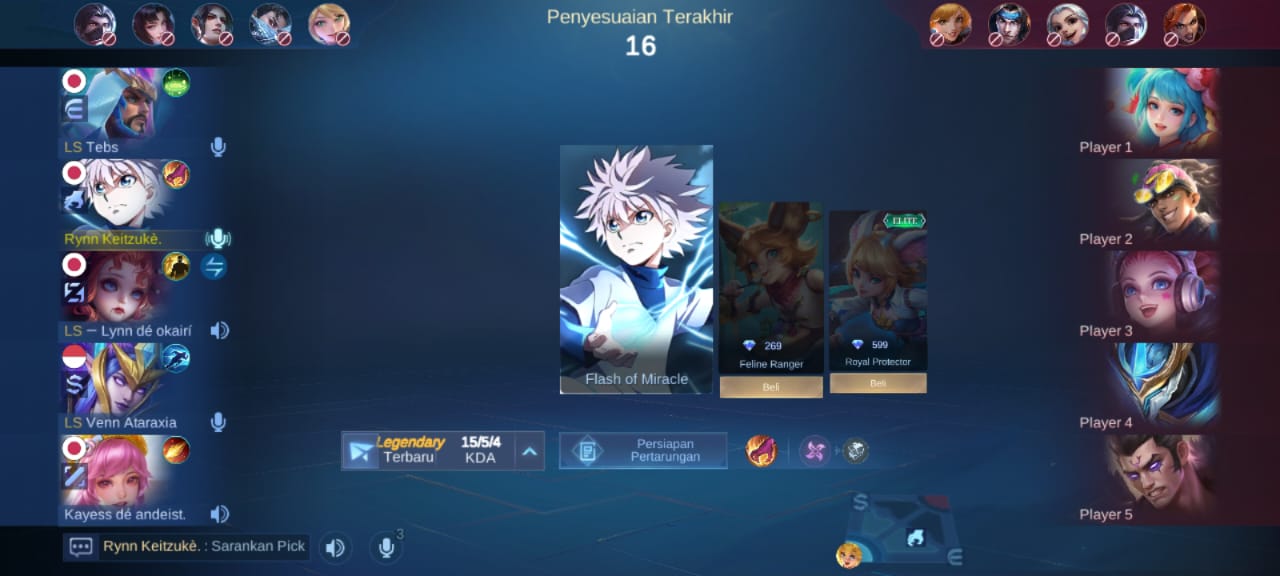 Penyesuaian Terakhir
16
LS Tebs
Rynn Keitzukè.
LS – Lynn dé okairí
LS Venn Ataraxia
Kayess dé andeist.
Player 1
Player 2
Player 3
Player 4
Player 5
Flash of Miracle
269
Feline Ranger
Beli
ELITE
599
Royal Protector
Beli
Legendary
Terbaru
15/5/4
KDA
Persiapan
Pertarungan
Rynn Keitzukè. : Sarankan Pick
3